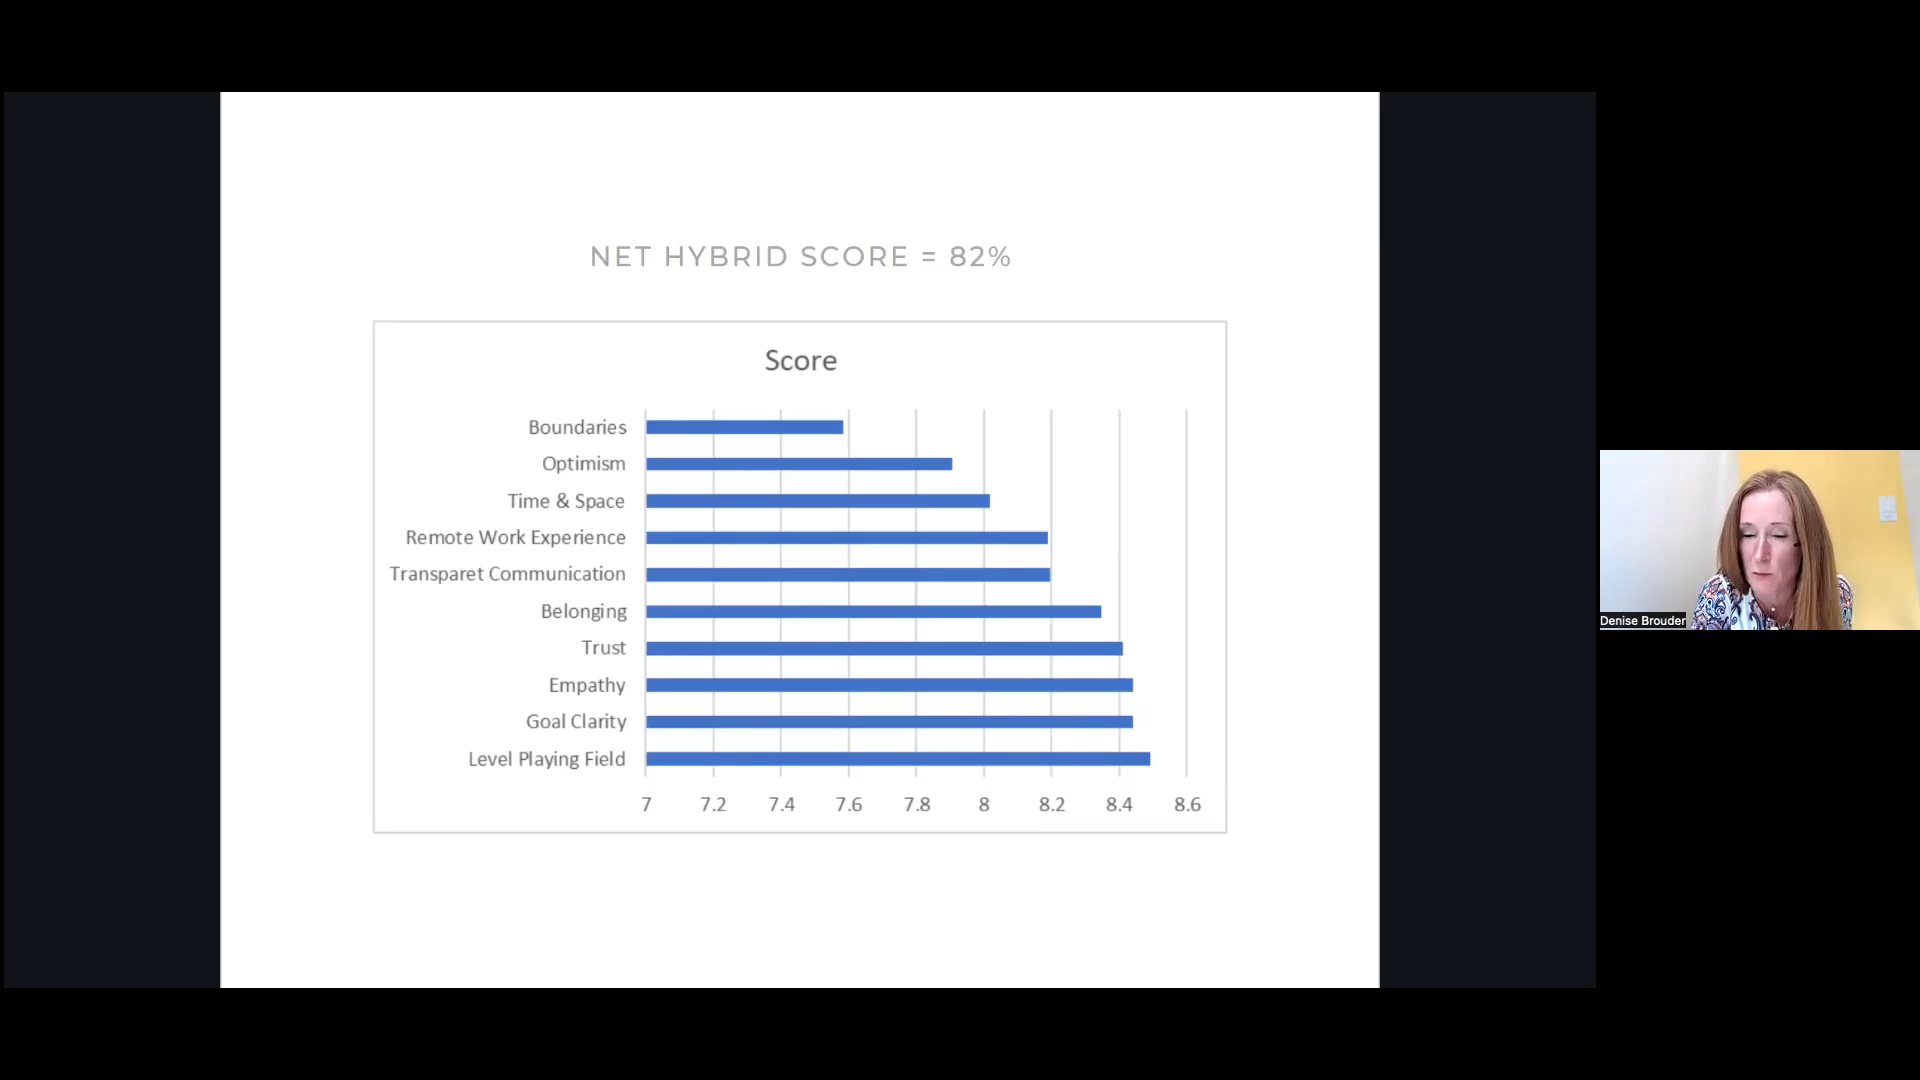 NET HYBRID SCORE = 82%
Score
Boundaries
Optimism
Time & Space
Remote Work Experience
Transparet Communication
Belonging
Trust
Empathy
Goal Clarity
Level Playing Field
7 7.2 7.4 7.6 7.8 8 8.2 8.4 8.6
Denise Brouder